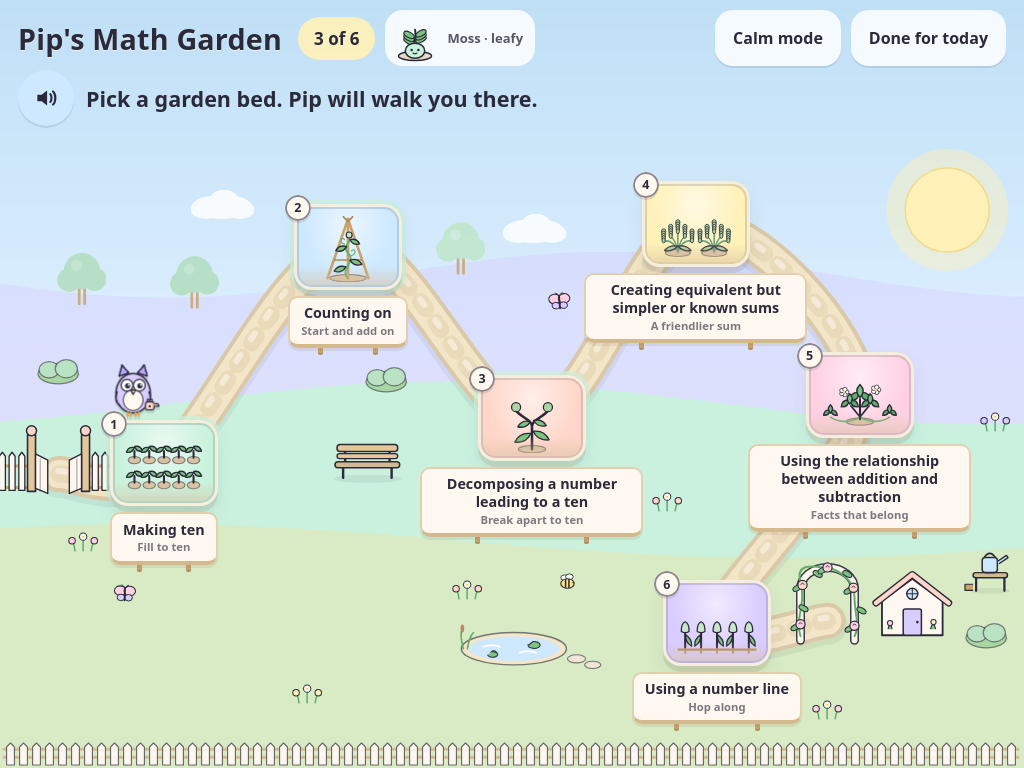 Pip's Math Garden
3 of 6
Moss · leafy
Calm mode
Done for today
Pick a garden bed. Pip will walk you there.
1
Making ten
Fill to ten
2
Counting on
Start and add on
3
Decomposing a number
leading to a ten
Break apart to ten
4
Creating equivalent but
simpler or known sums
A friendlier sum
5
Using the relationship
between addition and
subtraction
Facts that belong
6
Using a number line
Hop along